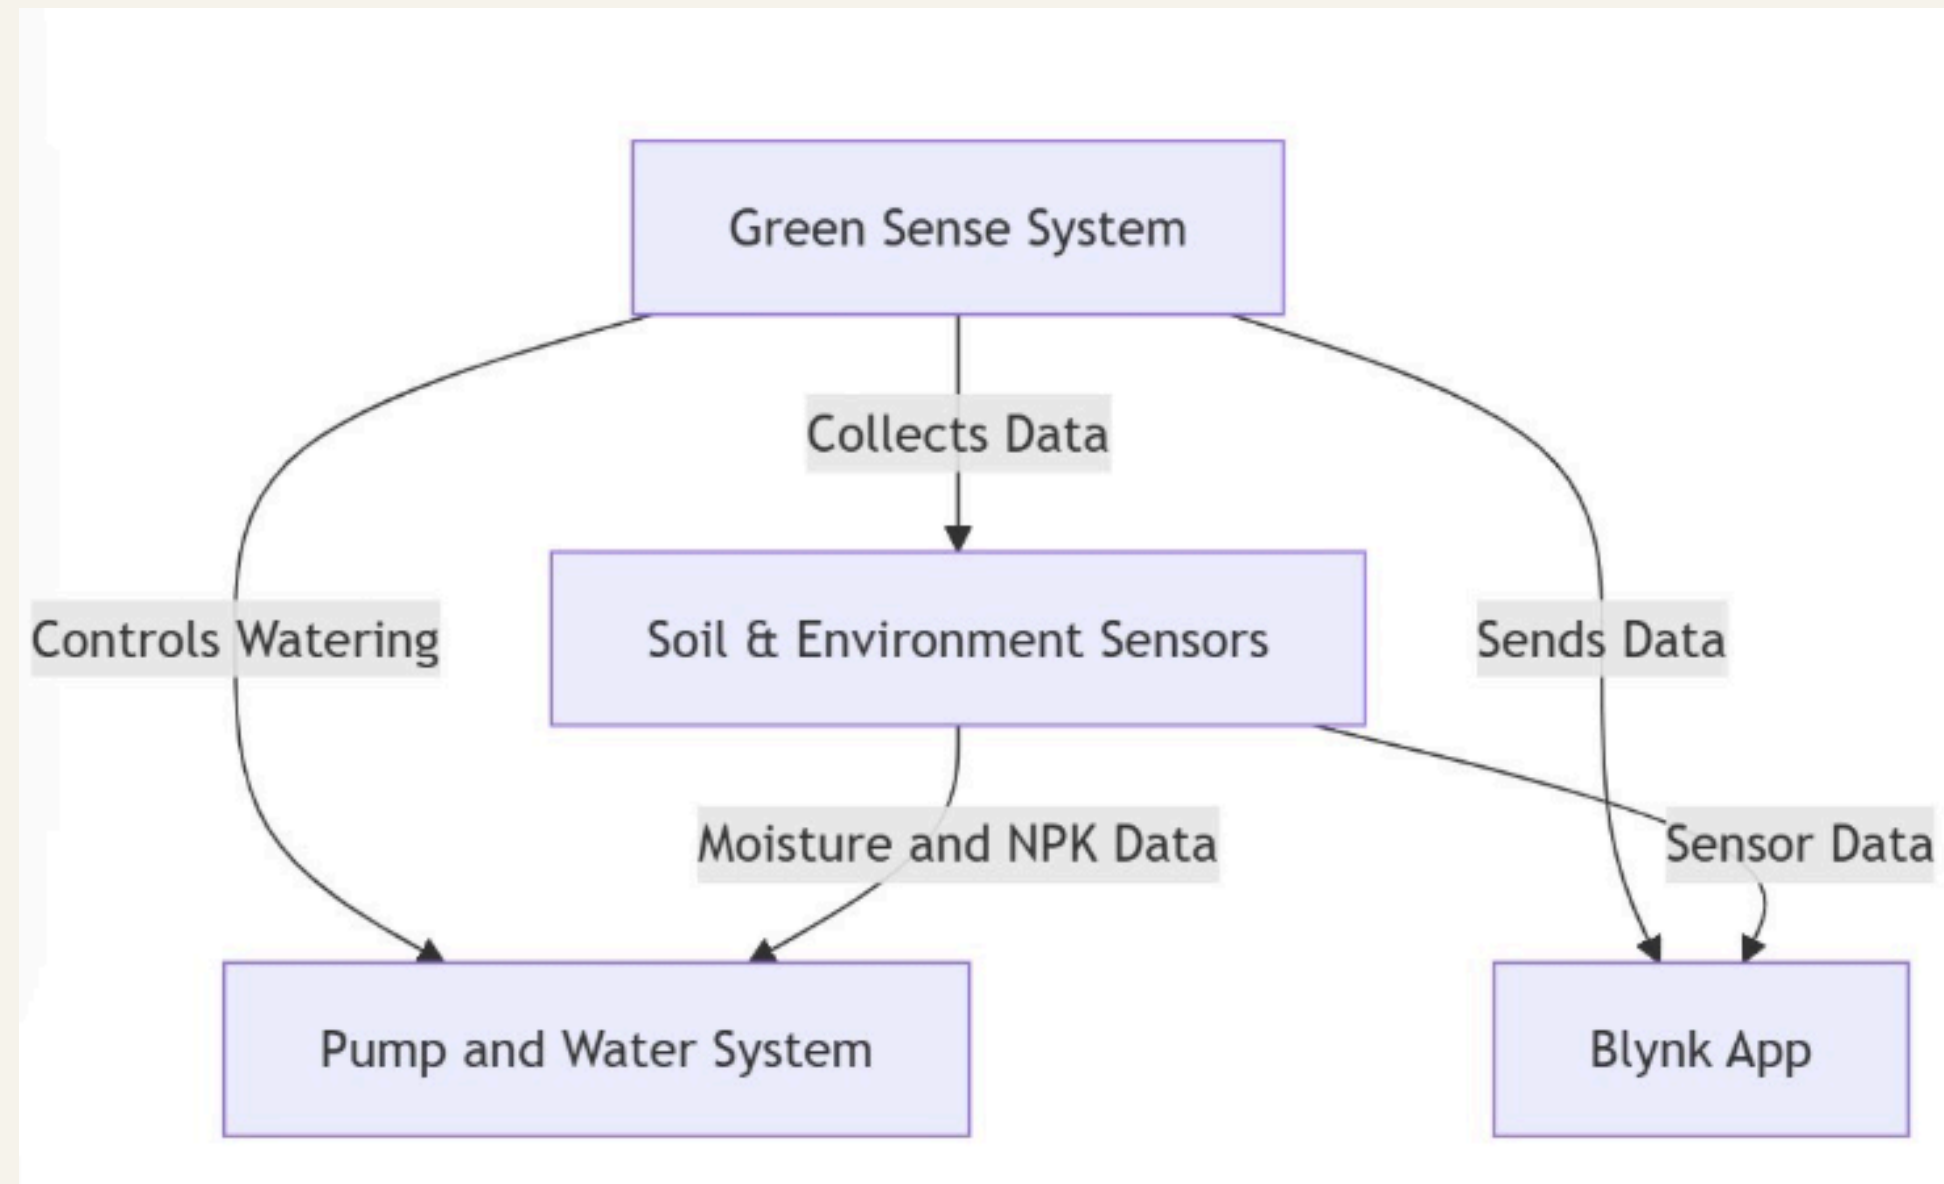 Green Sense System
Collects Data
Controls Watering
Soil & Environment Sensors
Sends Data
Moisture and NPK Data
Sensor Data
Pump and Water System
Blynk App